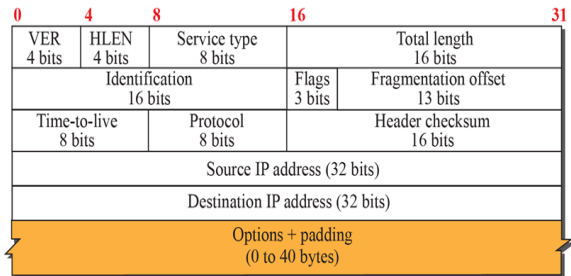 0 4 8 16 31
VER HLEN Service type Total length
4 bits 4 bits 8 bits 16 bits
Identification Flags Fragmentation offset
16 bits 3 bits 13 bits
Time-to-live Protocol Header checksum
8 bits 8 bits 16 bits
Source IP address (32 bits)
Destination IP address (32 bits)
Options + padding
(0 to 40 bytes)